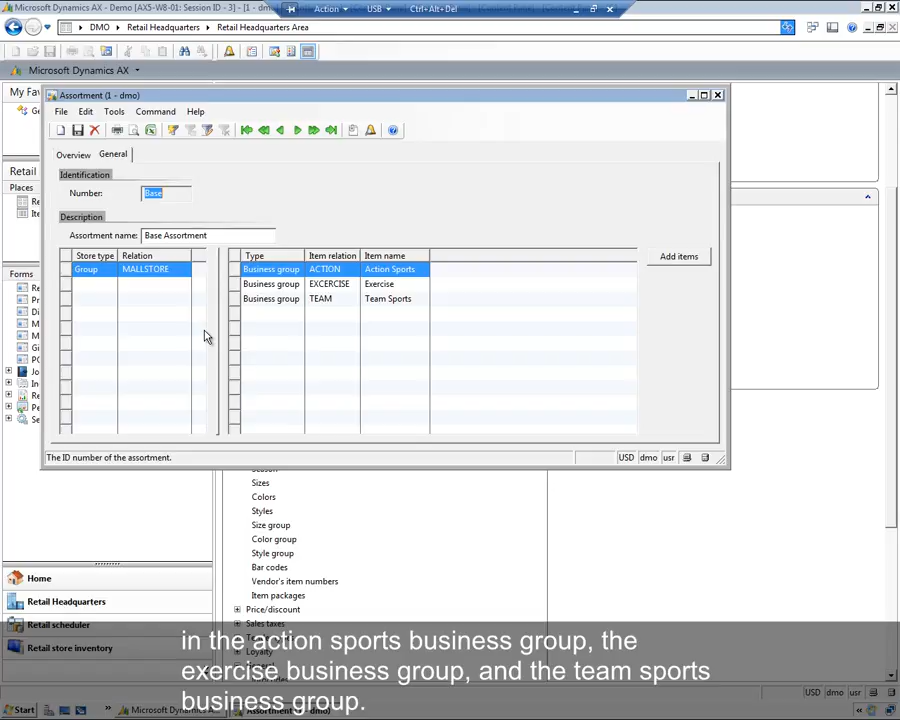 Microsoft Dynamics AX - Demo [AX5-W8-01: Session ID - 3] - [1 - dmo]
Action
USB
Ctrl+Alt+Del
DMO
Retail Headquarters
Retail Headquarters Area
Microsoft Dynamics AX
My Fav
Retail
Places
Forms
Assortment (1 - dmo)
File
Edit
Tools
Command
Help
Overview
General
Identification
Number:
Base
Description
Assortment name:
Base Assortment
Store type
Relation
Type
Item relation
Item name
Add items
Group
MALLSTORE
Business group
ACTION
Action Sports
Business group
EXCERCISE
Exercise
Business group
TEAM
Team Sports
The ID number of the assortment.
USD
dmo
usr
Sizes
Colors
Styles
Size group
Color group
Style group
Bar codes
Vendor's item numbers
Item packages
Price/discount
Sales taxes
Loyalty
Home
Retail Headquarters
Retail scheduler
Retail store inventory
in the action sports business group, the
exercise business group, and the team sports
business group.
USD
dmo
usr
Start
Microsoft Dynamics A